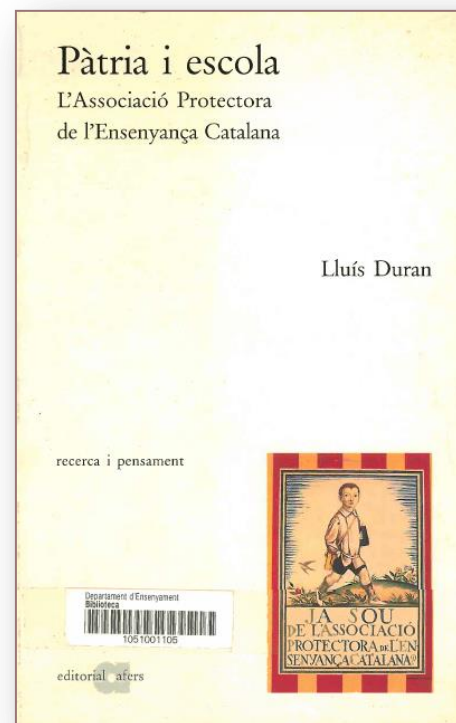 Pàtria i escola
L'Associació Protectora
de l'Ensenyança Catalana
Lluís Duran
recerca i pensament
Departament d'Ensenyament
Biblioteca
1051001105
JA SOU
DE L'ASSOCIACIÓ
PROTECTORA DE L'EN
SENYANÇA CATALANA?
editorial afers